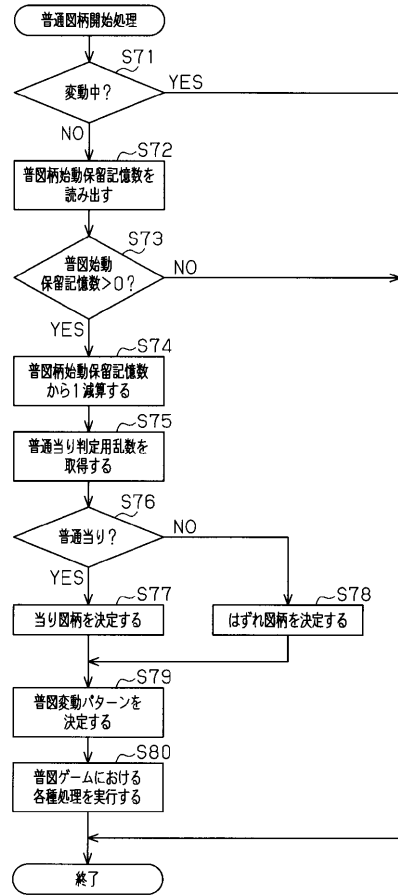 普通図柄開始処理
S71
変動中?
YES
NO
S72
普図柄始動保留記憶数を
読み出す
S73
普図始動
保留記憶数>0?
NO
YES
S74
普図柄始動保留記憶数
から1減算する
S75
普通当り判定用乱数を
取得する
S76
普通当り?
NO
YES
S77
当り図柄を決定する
S78
はずれ図柄を決定する
S79
普図変動パターンを
決定する
S80
普図ゲームにおける
各種処理を実行する
終了